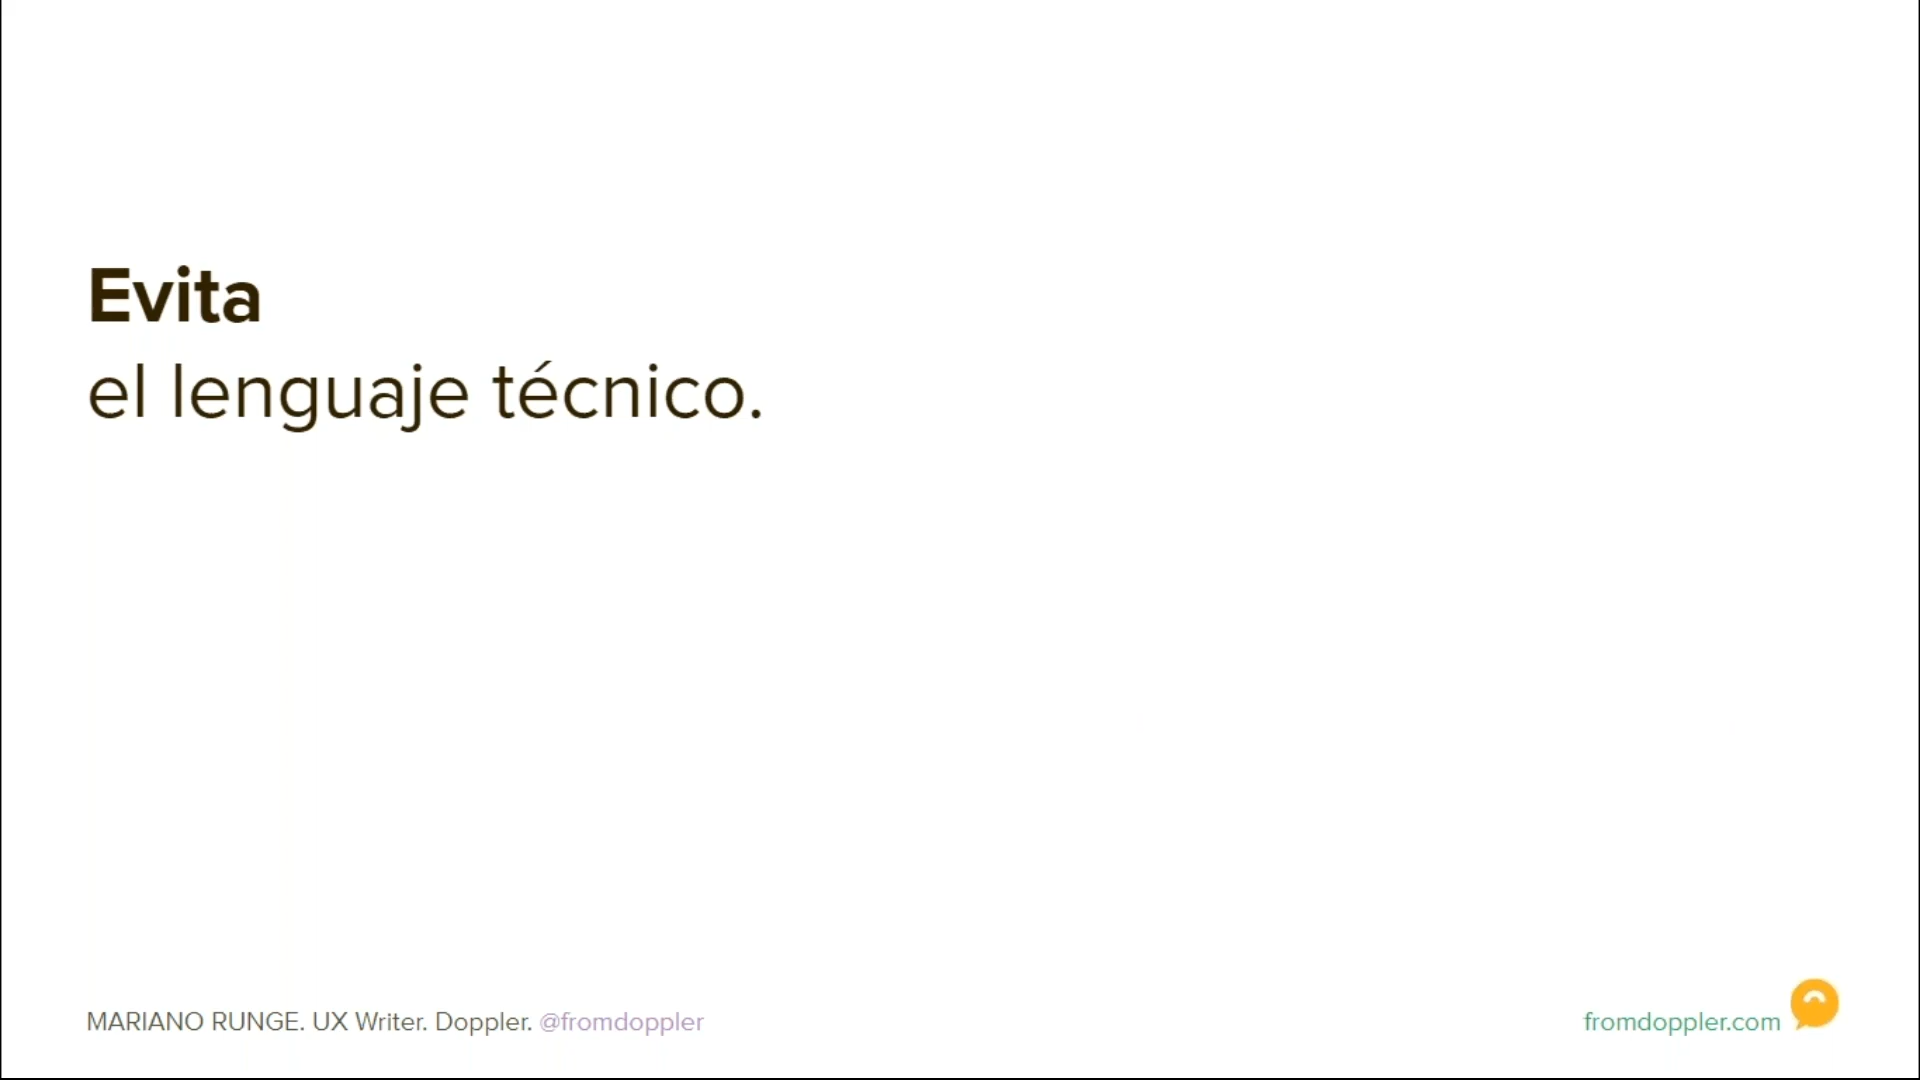 Evita
el lenguaje técnico.
MARIANO RUNGE. UX Writer. Doppler. @fromdoppler
fromdoppler.com